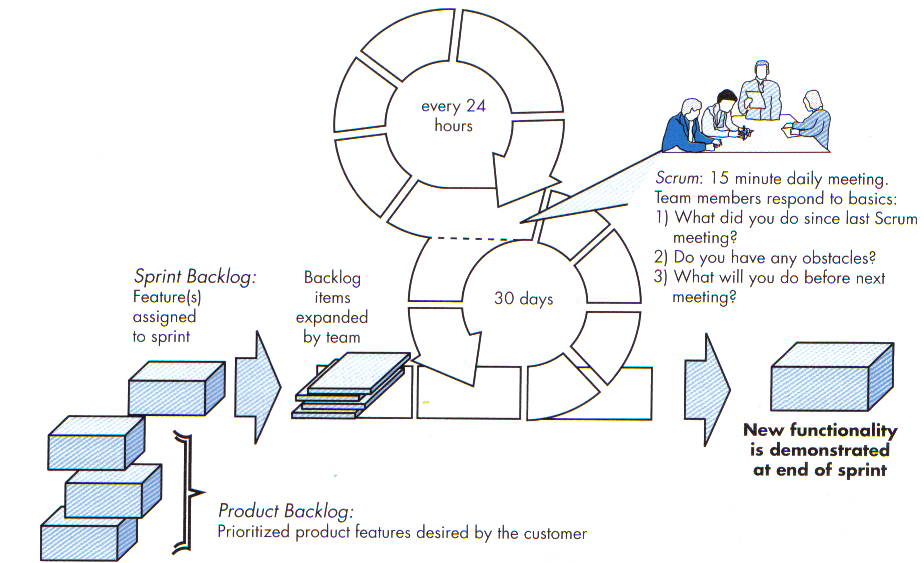 every 24
hours
Scrum: 15 minute daily meeting.
Team members respond to basics:
1) What did you do since last Scrum
meeting?
2) Do you have any obstacles?
3) What will you do before next
meeting?
30 days
Sprint Backlog:
Feature(s)
assigned
to sprint
Backlog
items
expanded
by team
New functionality
is demonstrated
at end of sprint
Product Backlog:
Prioritized product features desired by the customer